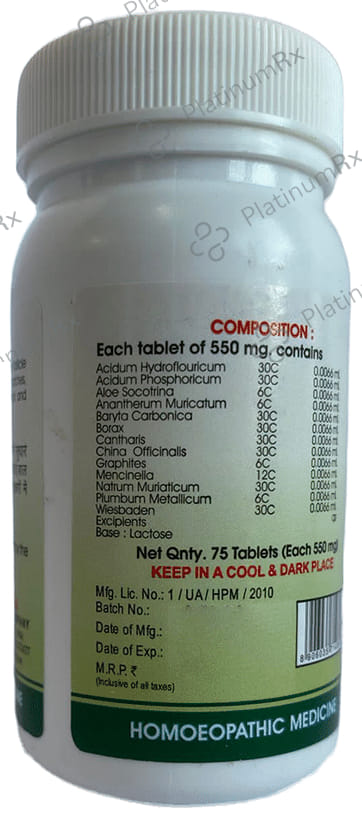 PlatinumRx
PlatinumRx
PlatinumRx
COMPOSITION :
Each tablet of 550 mg. contains
Acidum Hydroflouricum 30C 0.0066 ml.
Acidum Phosphoricum 30C 0.0066 ml.
Aloe Socotrina 6C 0.0066 ml.
Anantherum Muricatum 6C 0.0066 ml.
Baryta Carbonica 30C 0.0066 ml.
Borax 30C 0.0066 ml.
Cantharis 30C 0.0066 ml.
China Officinalis 30C 0.0066 ml.
Graphites 6C 0.0066 ml.
Mencinella 12C 0.0066 ml.
Natrum Muriaticum 30C 0.0066 ml.
Plumbum Metallicum 6C 0.0066 ml.
Wiesbaden 30C 0.0066 ml.
Excipients qs
Base : Lactose
Net Qnty. 75 Tablets (Each 550 mg)
KEEP IN A COOL & DARK PLACE
Mfg. Lic. No.: 1 / UA/ HPM / 2010
Batch No.:
Date of Mfg.:
Date of Exp.:
M.R.P. ₹
(Inclusive of all taxes)
HOMOEOPATHIC MEDICINE